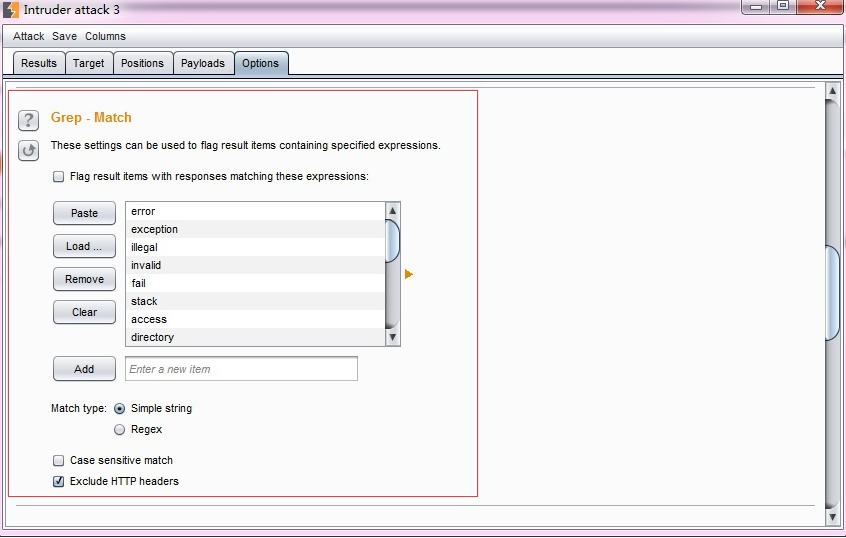 Intruder attack 3
Attack Save Columns
Results Target Positions Payloads Options
?
Grep - Match
These settings can be used to flag result items containing specified expressions.
Flag result items with responses matching these expressions:
Paste
Load ...
Remove
Clear
error
exception
illegal
invalid
fail
stack
access
directory
Add
Enter a new item
Match type: Simple string
Regex
Case sensitive match
Exclude HTTP headers